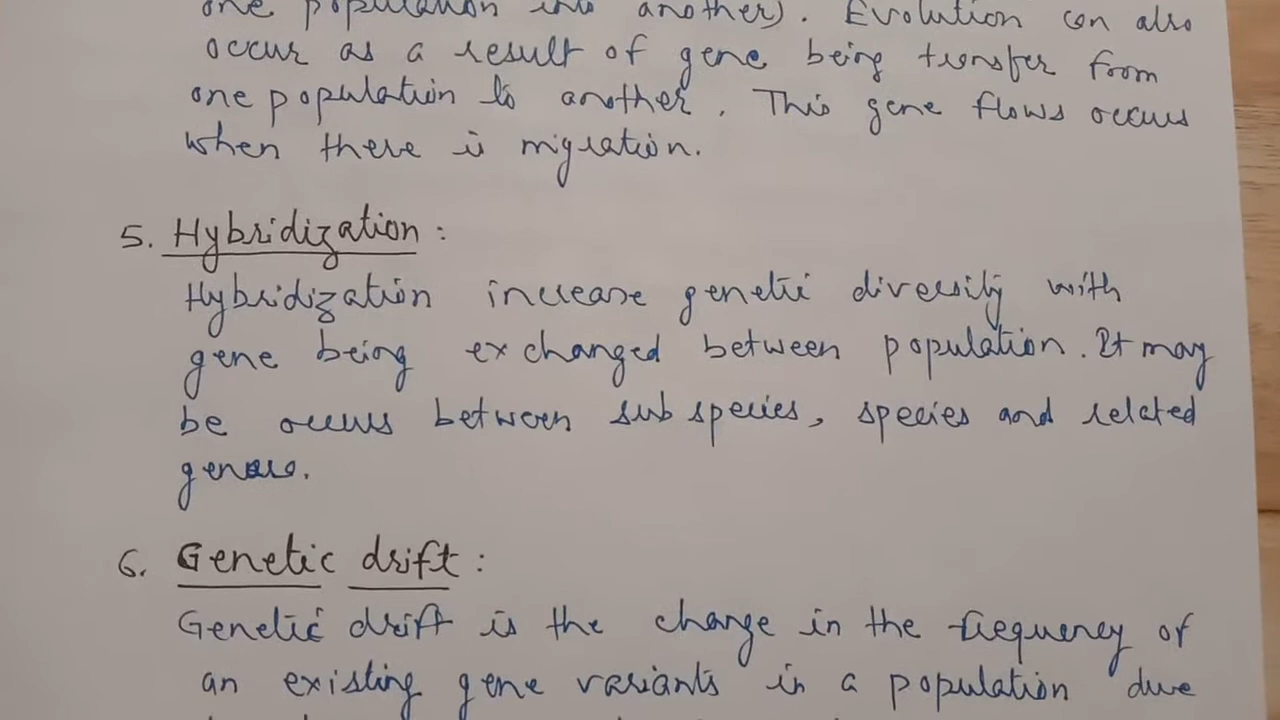 one population into another). Evolution can also
occur as a result of gene being transfer from
one population to another. This gene flows occurs
when there is migration.
5. Hybridization :
Hybridization increase genetic diversity with
gene being exchanged between population. It may
be occurs between sub species, species and related
6. Genetic drift :
Genetic drift is the change in the frequency of
an existing gene variants in a population due